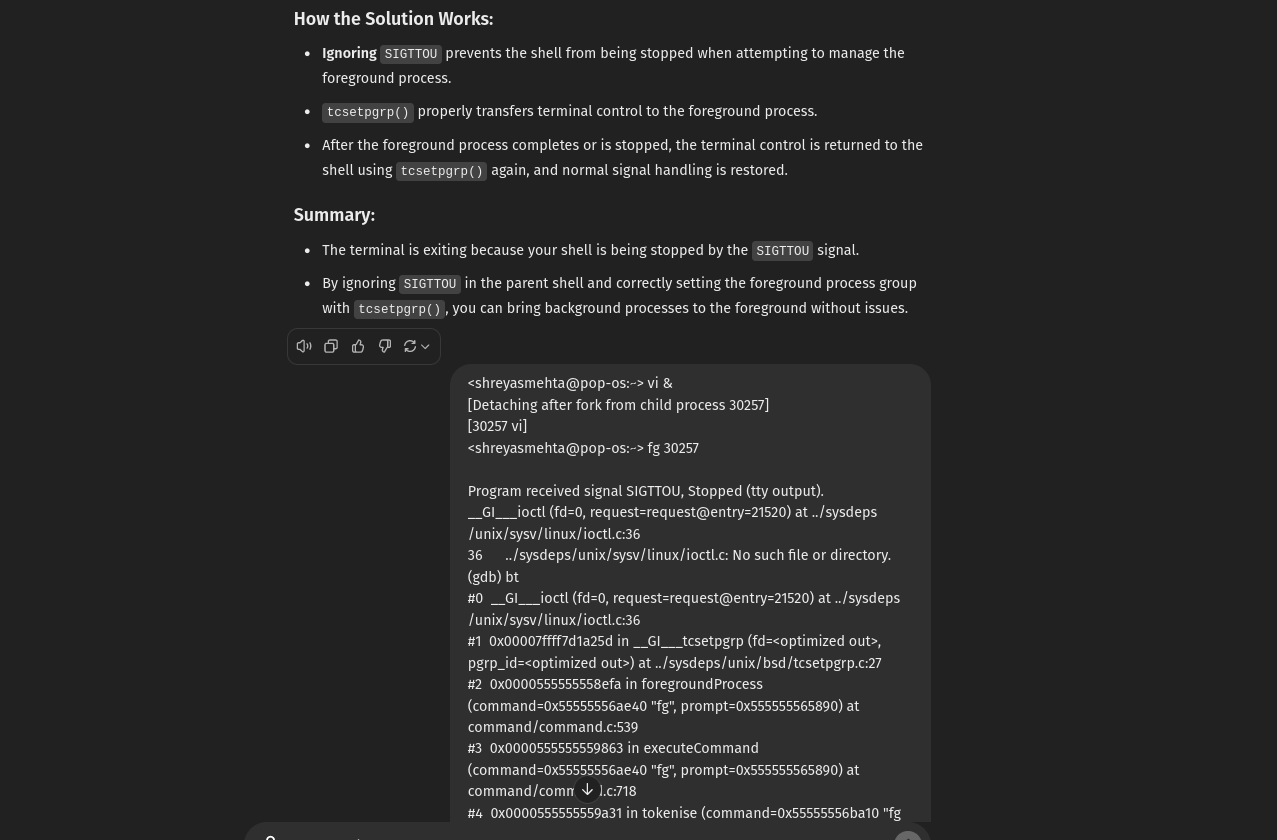 How the Solution Works:
Ignoring SIGTTOU prevents the shell from being stopped when attempting to manage the
foreground process.
tcsetpgrp() properly transfers terminal control to the foreground process.
After the foreground process completes or is stopped, the terminal control is returned to the
shell using tcsetpgrp() again, and normal signal handling is restored.
Summary:
The terminal is exiting because your shell is being stopped by the SIGTTOU signal.
By ignoring SIGTTOU in the parent shell and correctly setting the foreground process group
with tcsetpgrp(), you can bring background processes to the foreground without issues.
<shreyasmehta@pop-os:~> vi &
[Detaching after fork from child process 30257]
[30257 vi]
<shreyasmehta@pop-os:~> fg 30257
Program received signal SIGTTOU, Stopped (tty output).
__GI___ioctl (fd=0, request=request@entry=21520) at ../sysdeps
/unix/sysv/linux/ioctl.c:36
36 ../sysdeps/unix/sysv/linux/ioctl.c: No such file or directory.
(gdb) bt
#0 __GI___ioctl (fd=0, request=request@entry=21520) at ../sysdeps
/unix/sysv/linux/ioctl.c:36
#1 0x00007ffff7d1a25d in __GI___tcsetpgrp (fd=<optimized out>,
pgrp_id=<optimized out>) at ../sysdeps/unix/bsd/tcsetpgrp.c:27
#2 0x0000555555558efa in foregroundProcess
(command=0x55555556ae40 "fg", prompt=0x555555565890) at
command/command.c:539
#3 0x0000555555559863 in executeCommand
(command=0x55555556ae40 "fg", prompt=0x555555565890) at
command/comm d.c:718
#4 0x0000555555559a31 in tokenise (command=0x55555556ba10 "fg